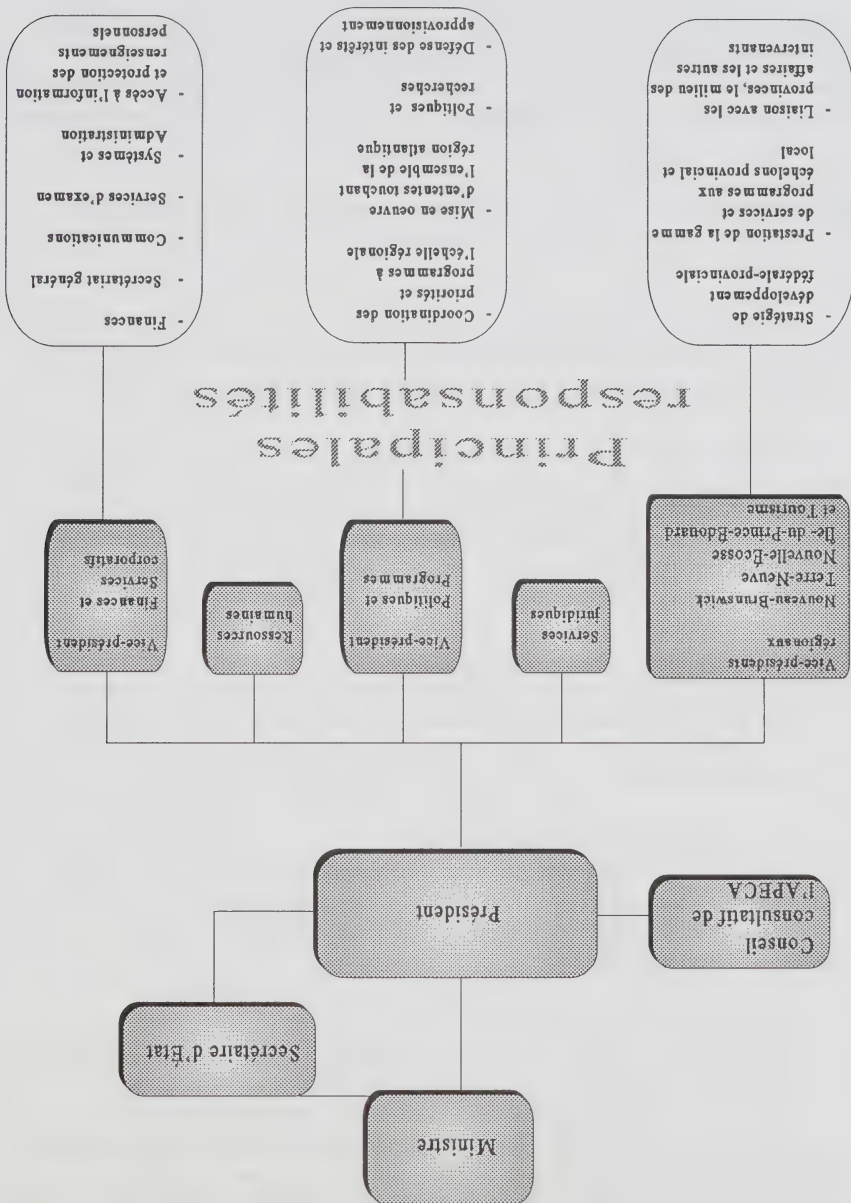 Ministre
Secrétaire d'État
Conseil
consultatif de
l'APECA
Président
Vice-présidents
régionaux
Nouveau-Brunswick
Terre-Neuve
Nouvelle-Écosse
Île- du-Prince-Édouard
et Tourisme
Services
juridiques
Vice-président
Politiques et
Programmes
Ressources
humaines
Vice-président
Finances et
Services
corporatifs
Principales
responsabilités
- Stratégie de
développement
fédérale-provinciale
- Prestation de la gamme
de services et
programmes aux
échelons provincial et
local
- Liaison avec les
provinces, le milieu des
affaires et les autres
intervenants
- Coordination des
priorités et
programmes à
l'échelle régionale
- Mise en oeuvre
d'ententes touchant
l'ensemble de la
région atlantique
- Politiques et
recherches
- Défense des intérêts et
approvisionnement
- Finances
- Secrétariat général
- Communications
- Services d'examen
- Systèmes et
Administration
- Accès à l'information
et protection des
renseignements
personnels